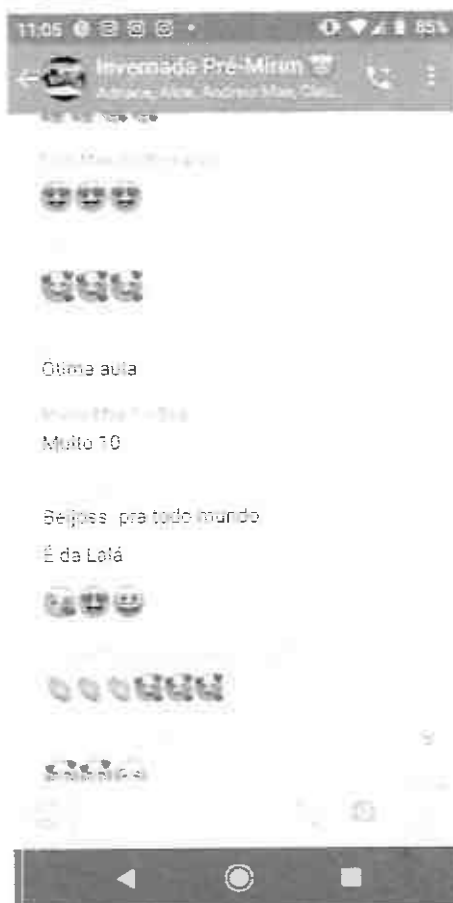 11:05
85%
Invernada Pré-Mirim
Ótima aula
Muito 10
Beijoss pra todo mundo
É da Lalá